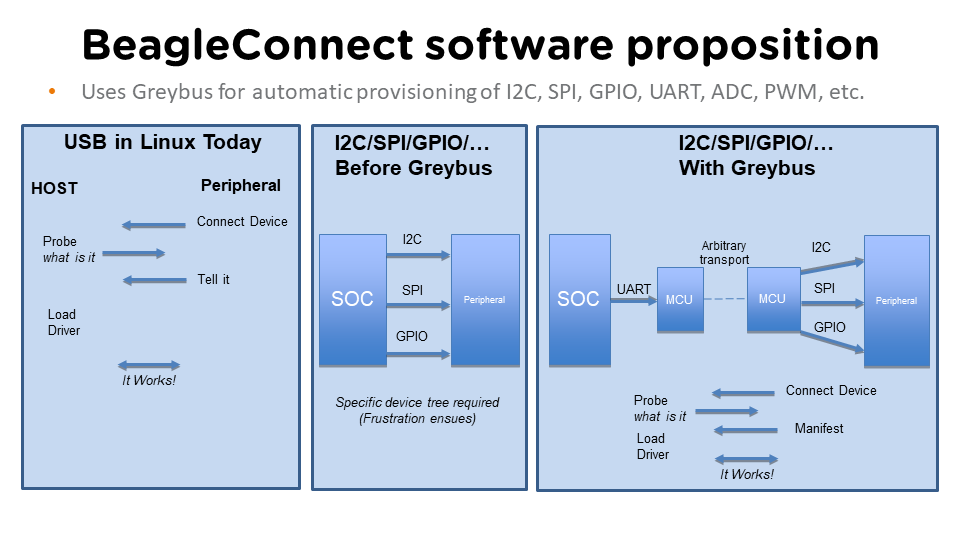 BeagleConnect software proposition
• Uses Greybus for automatic provisioning of I2C, SPI, GPIO, UART, ADC, PWM, etc.
USB in Linux Today
HOST
Peripheral
Connect Device
Probe
what is it
Tell it
Load
Driver
It Works!
I2C/SPI/GPIO/…
Before Greybus
SOC
I2C
SPI
GPIO
Peripheral
Specific device tree required
(Frustration ensues)
I2C/SPI/GPIO/…
With Greybus
SOC
UART
MCU
Arbitrary
transport
MCU
I2C
SPI
GPIO
Peripheral
Connect Device
Probe
what is it
Manifest
Load
Driver
It Works!